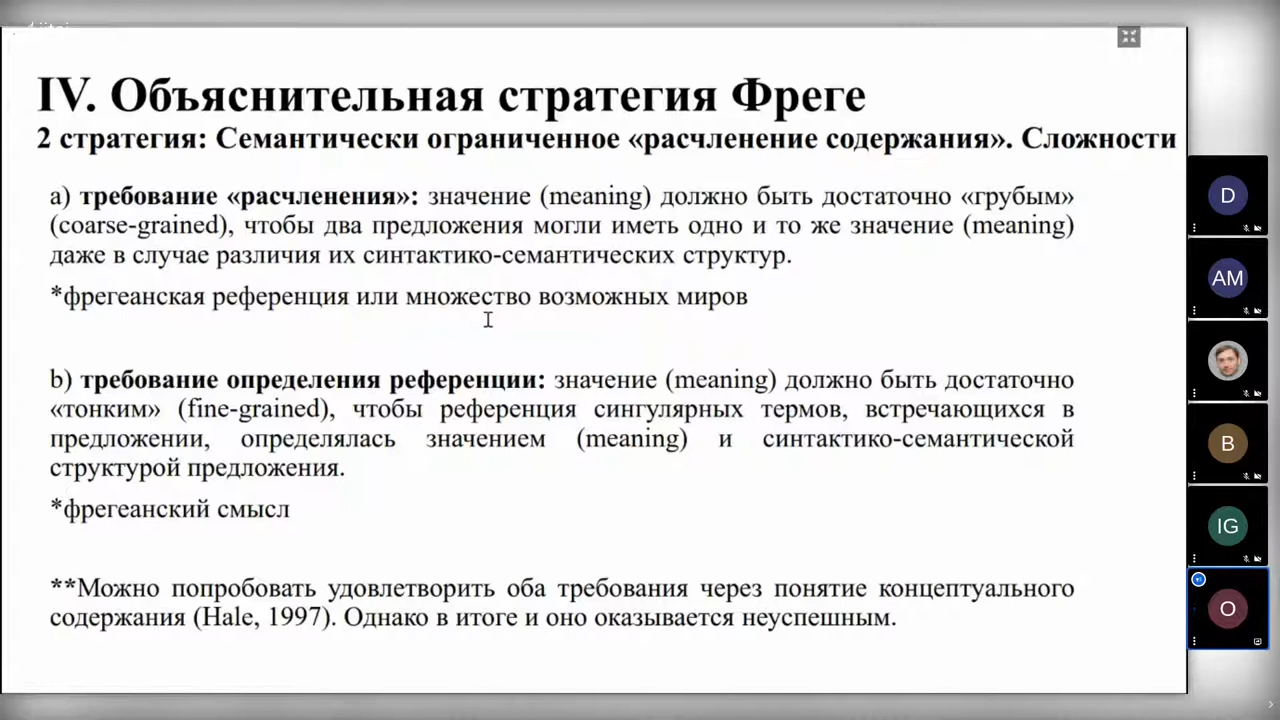 IV. Объяснительная стратегия Фреге
2 стратегия: Семантически ограниченное «расчленение содержания». Сложности
a) требование «расчленения»: значение (meaning) должно быть достаточно «грубым»
(coarse-grained), чтобы два предложения могли иметь одно и то же значение (meaning)
даже в случае различия их синтактико-семантических структур.
*фрегеанская референция или множество возможных миров
b) требование определения референции: значение (meaning) должно быть достаточно
«тонким» (fine-grained), чтобы референция сингулярных термов, встречающихся в
предложении, определялась значением (meaning) и синтактико-семантической
структурой предложения.
*фрегеанский смысл
**Можно попробовать удовлетворить оба требования через понятие концептуального
содержания (Hale, 1997). Однако в итоге и оно оказывается неуспешным.
D
AM
B
IG
O